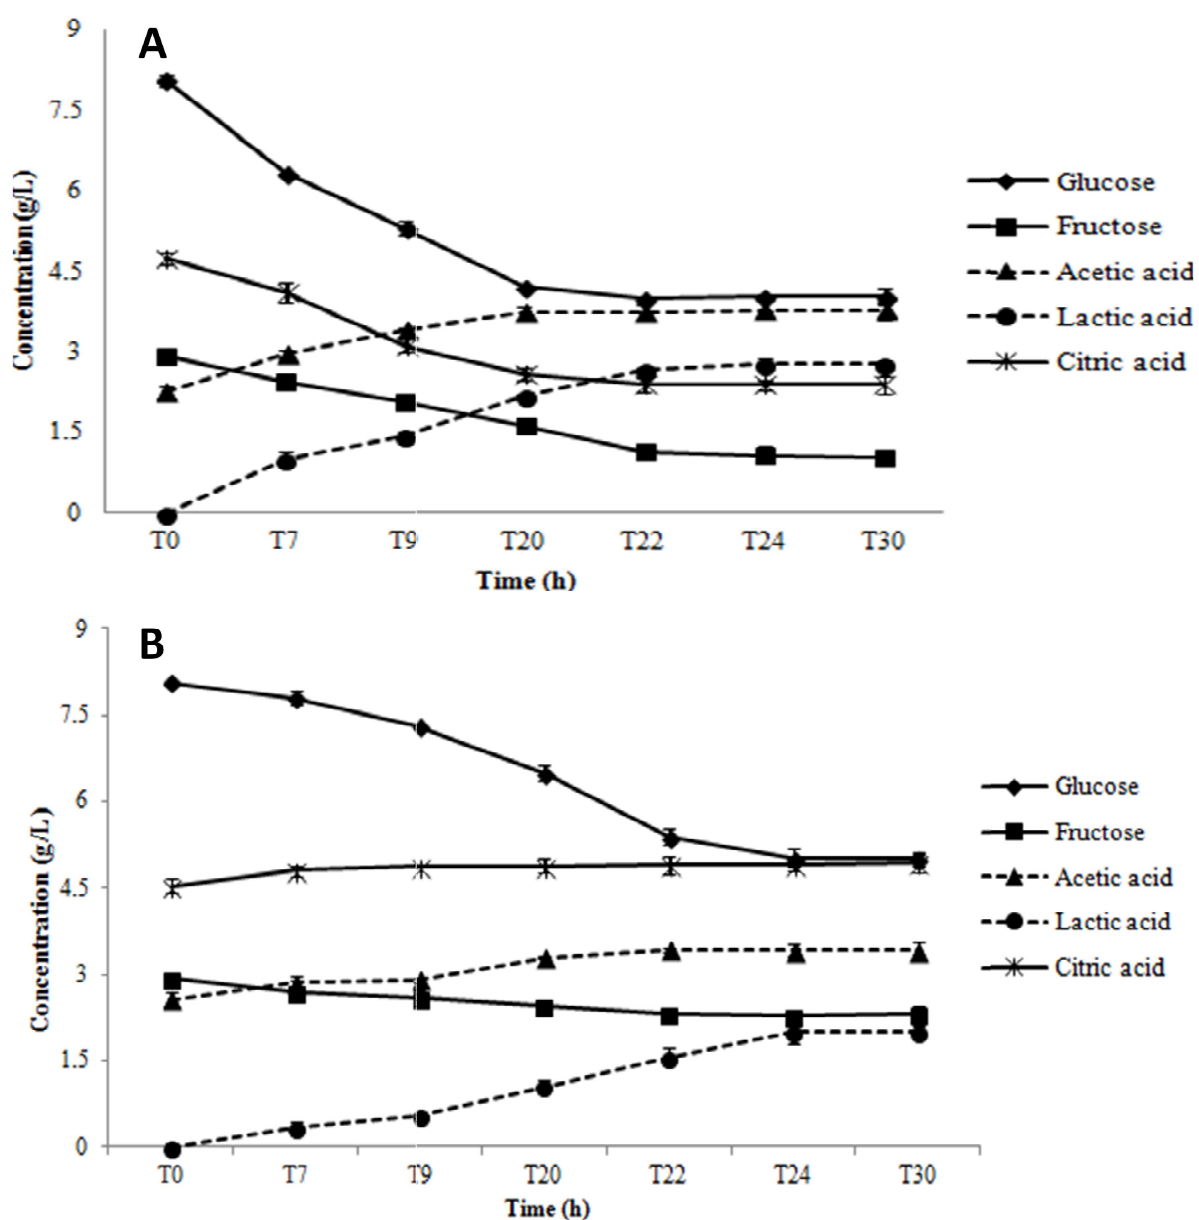 A
9
7.5
6
4.5
3
1.5
0
Concentration (g/L)
T0 T7 T9 T20 T22 T24 T30
Time (h)
Glucose
Fructose
Acetic acid
Lactic acid
Citric acid
B
9
7.5
6
4.5
3
1.5
0
Concentration (g/L)
T0 T7 T9 T20 T22 T24 T30
Time (h)
Glucose
Fructose
Acetic acid
Lactic acid
Citric acid